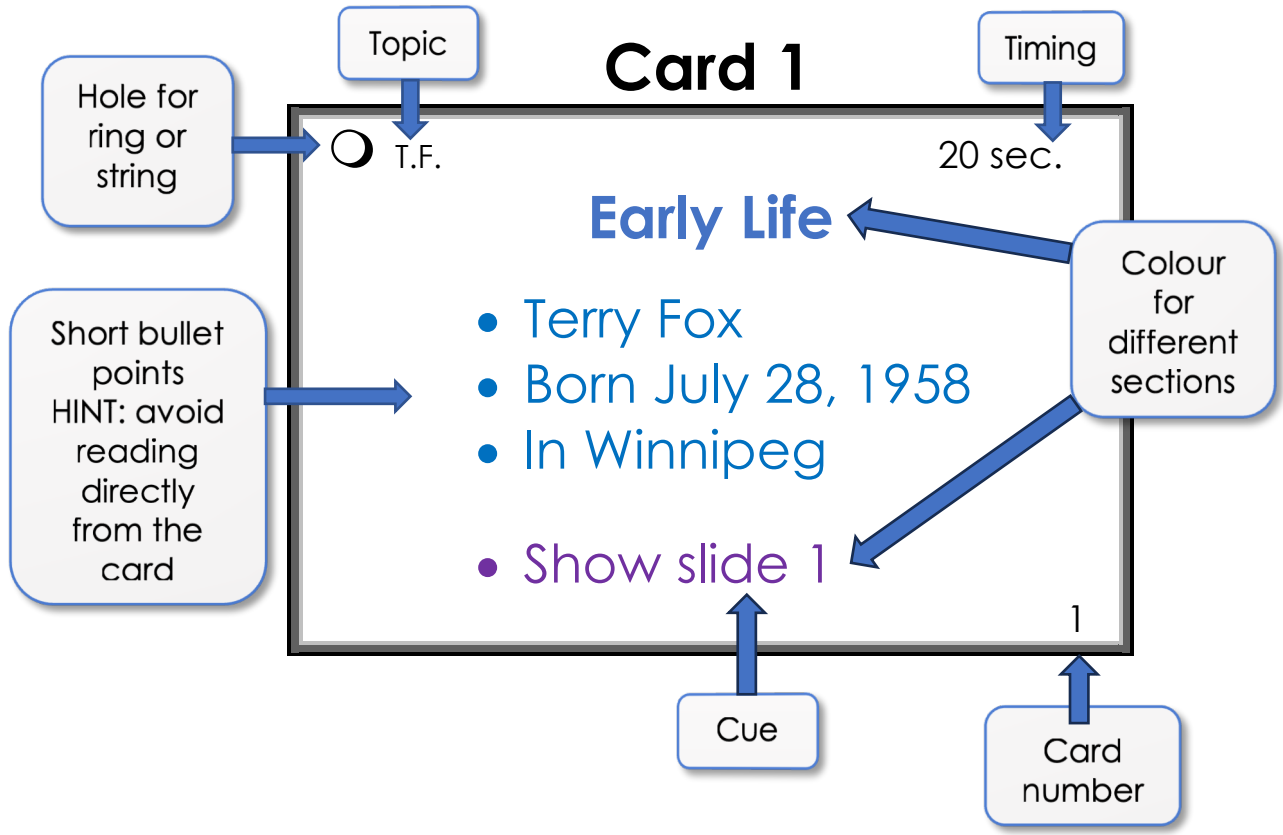 Topic
Card 1
Timing
Hole for
ring or
string
T.F.
20 sec.
Early Life
Colour
for
different
sections
Short bullet
points
HINT: avoid
reading
directly
from the
card
• Terry Fox
• Born July 28, 1958
• In Winnipeg
• Show slide 1
1
Cue
Card
number